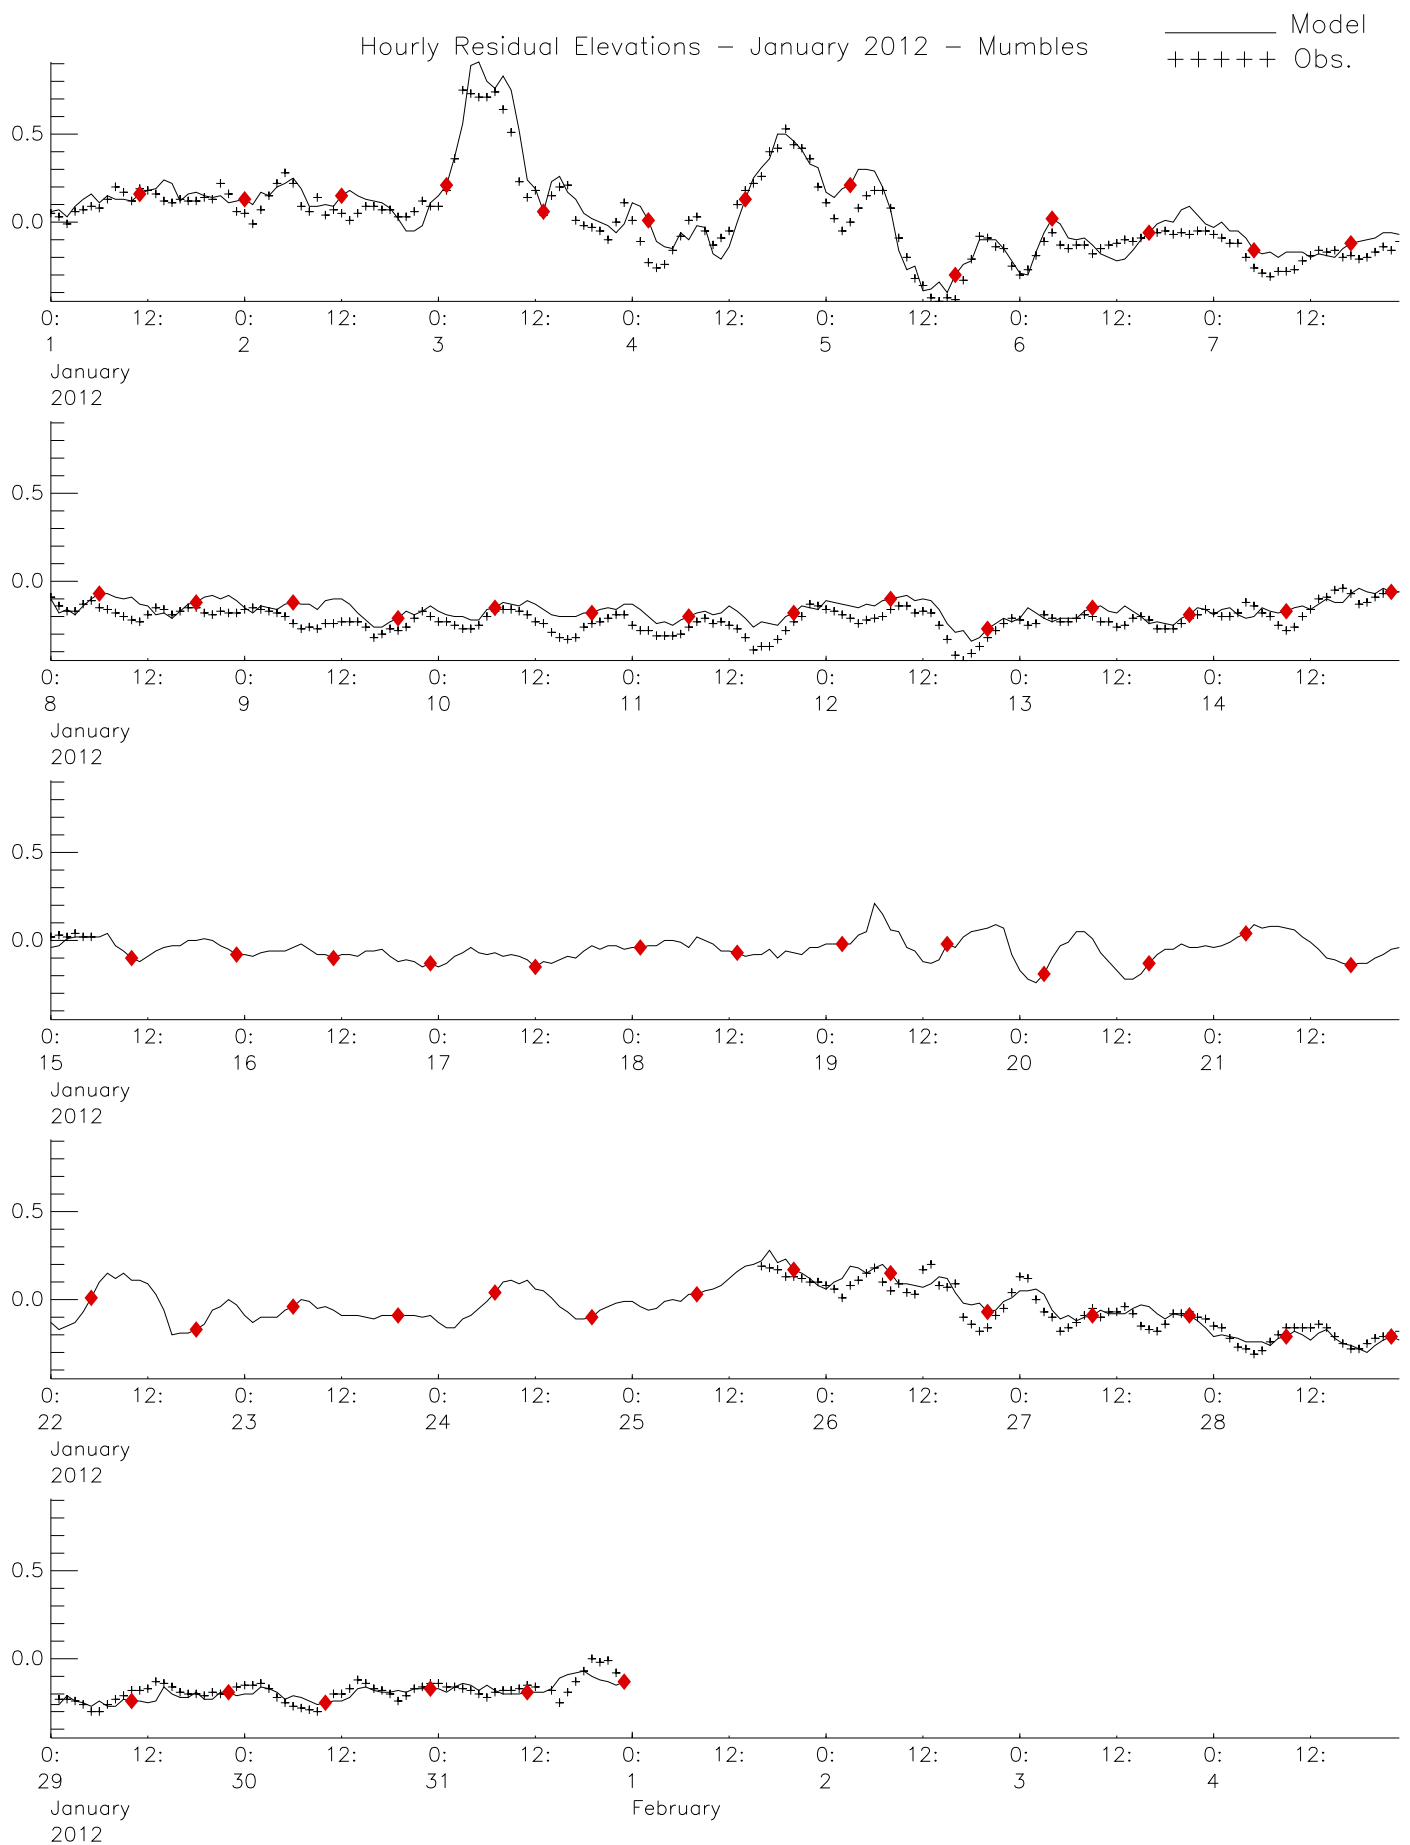 Hourly Residual Elevations - January 2012 - Mumbles
Model
+++++ Obs.
0.5
0.0
0: 12: 0: 12: 0: 12: 0: 12: 0: 12: 0: 12: 0: 12:
1 2 3 4 5 6 7
January
2012
0.5
0.0
0: 12: 0: 12: 0: 12: 0: 12: 0: 12: 0: 12: 0: 12:
8 9 10 11 12 13 14
January
2012
0.5
0.0
0: 12: 0: 12: 0: 12: 0: 12: 0: 12: 0: 12: 0: 12:
15 16 17 18 19 20 21
January
2012
0.5
0.0
0: 12: 0: 12: 0: 12: 0: 12: 0: 12: 0: 12: 0: 12:
22 23 24 25 26 27 28
January
2012
0.5
0.0
0: 12: 0: 12: 0: 12: 0: 12: 0: 12: 0: 12: 0: 12:
29 30 31 1 2 3 4
January February
2012